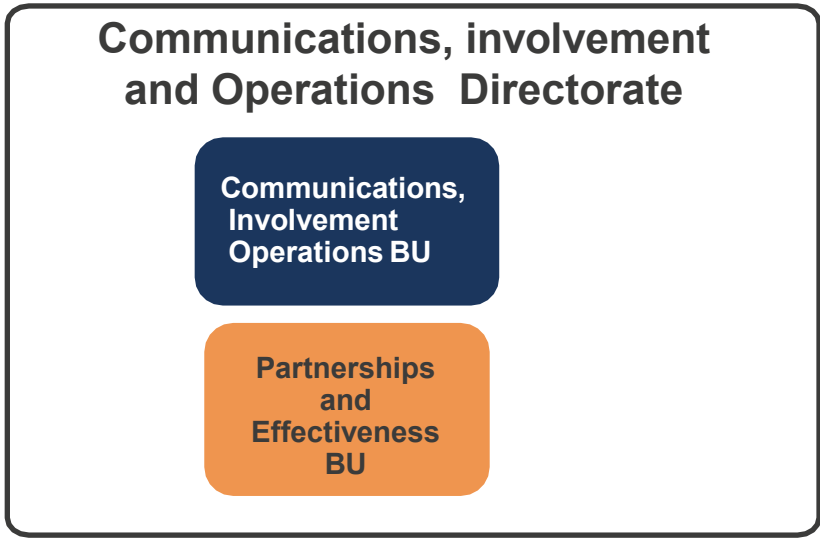 Communications, involvement
and Operations Directorate
Communications,
Involvement
Operations BU
Partnerships
and
Effectiveness
BU